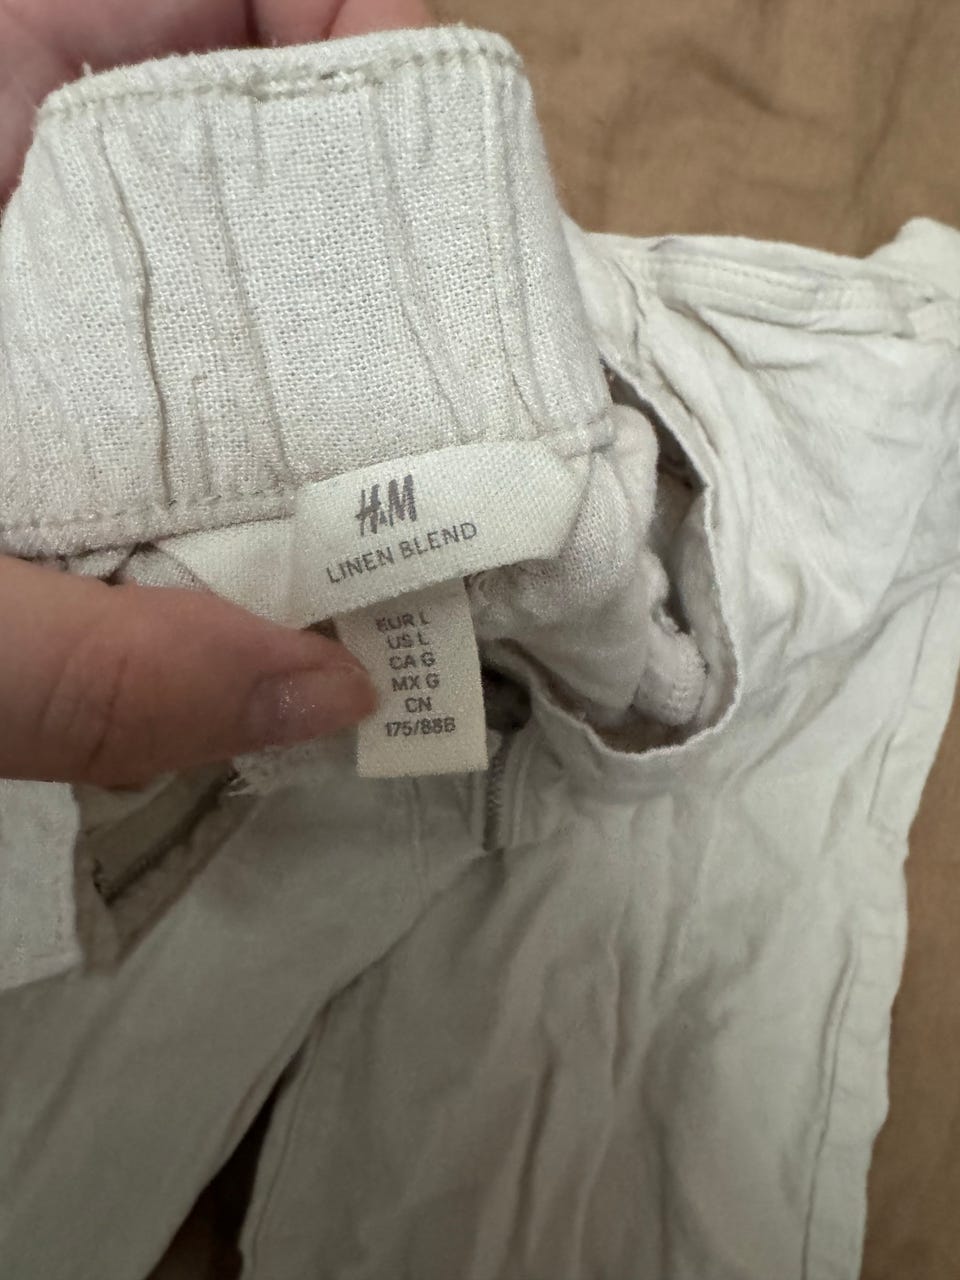 H&M
LINEN BLEND
EUR L
US L
CA G
MX G
CN
175/88B